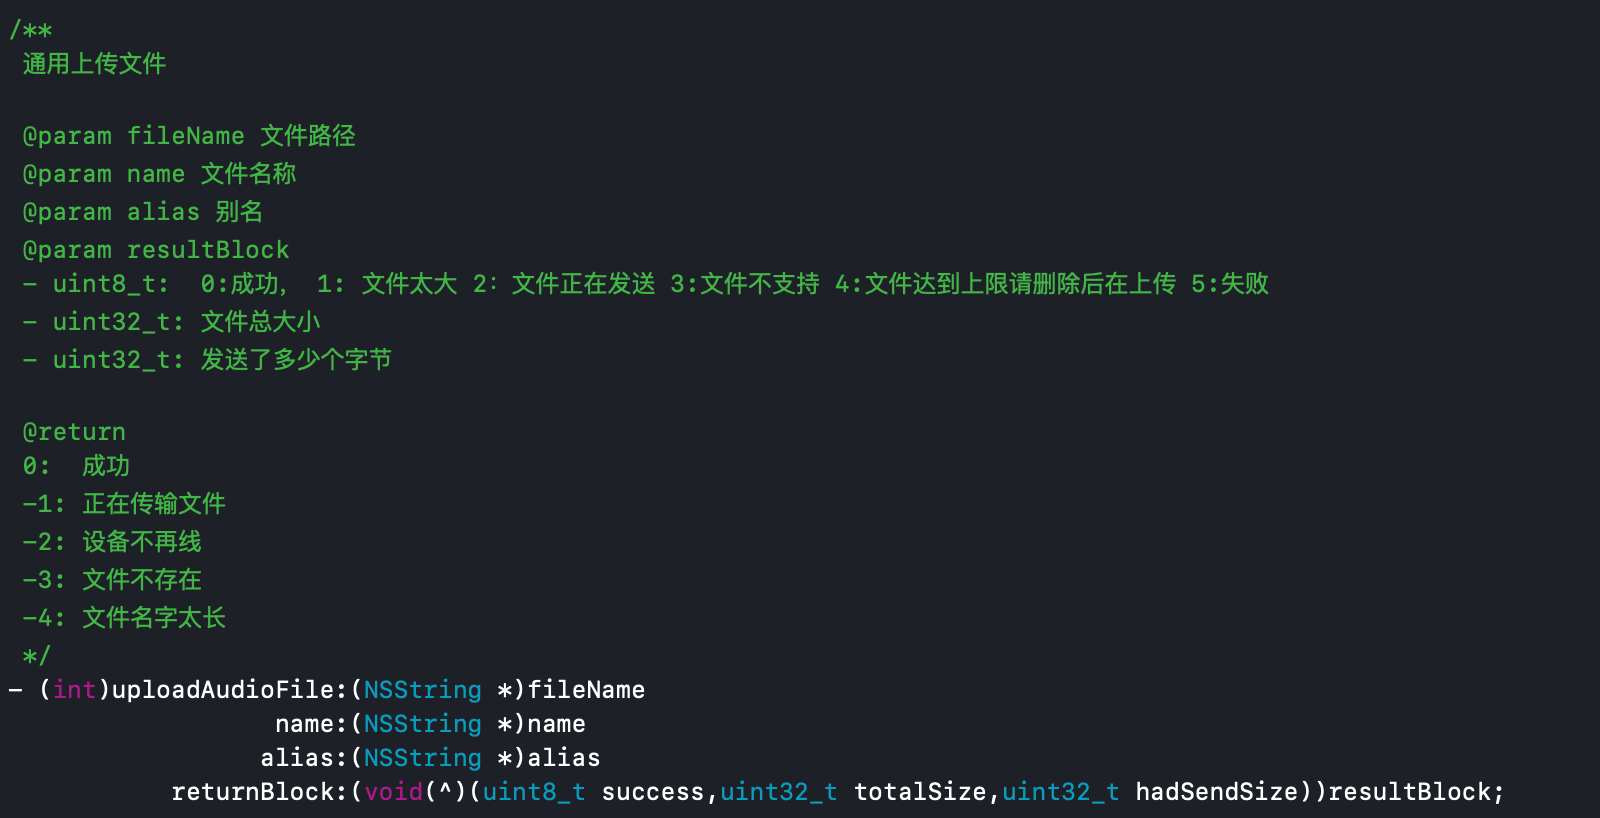 /**
通用上传文件
@param fileName 文件路径
@param name 文件名称
@param alias 别名
@param resultBlock
- uint8_t:  0:成功,  1: 文件太大 2: 文件正在发送 3:文件不支持 4:文件达到上限请删除后在上传 5:失败
- uint32_t: 文件总大小
- uint32_t: 发送了多少个字节
@return
0:  成功
-1: 正在传输文件
-2: 设备不再线
-3: 文件不存在
-4: 文件名字太长
*/
- (int)uploadAudioFile:(NSString *)fileName
name:(NSString *)name
alias:(NSString *)alias
returnBlock:(void(^)(uint8_t success,uint32_t totalSize,uint32_t hadSendSize))resultBlock;